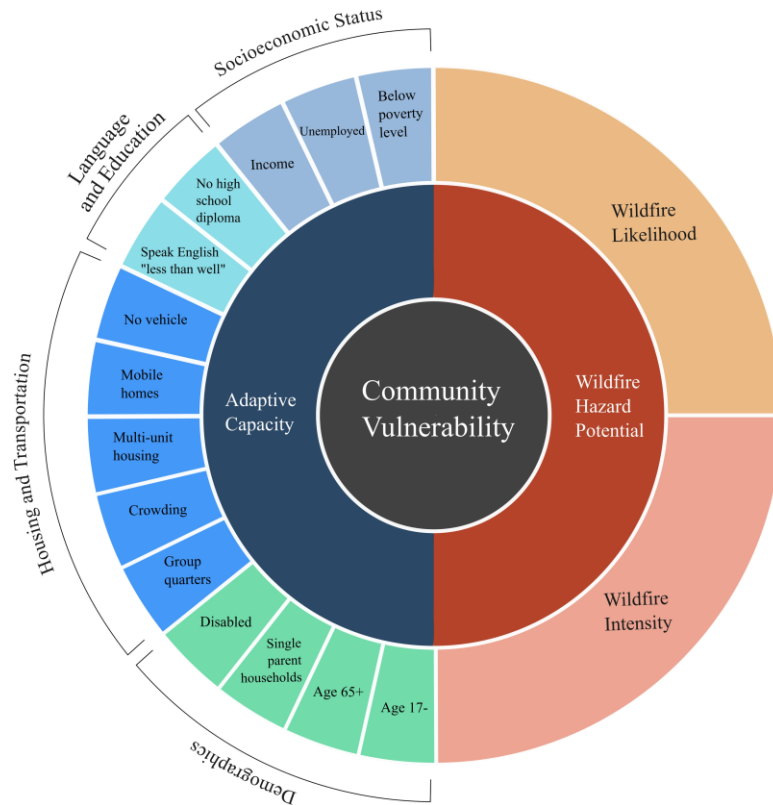 Socioeconomic Status
Language
and Education
Housing and Transportation
Demographics
Below
poverty
level
Unemployed
Income
No high
school
diploma
Speak English
"less than well"
No vehicle
Mobile
homes
Multi-unit
housing
Crowding
Group
quarters
Disabled
Single
parent
households
Age 65+
Age 17-
Adaptive
Capacity
Community
Vulnerability
Wildfire
Hazard
Potential
Wildfire
Likelihood
Wildfire
Intensity